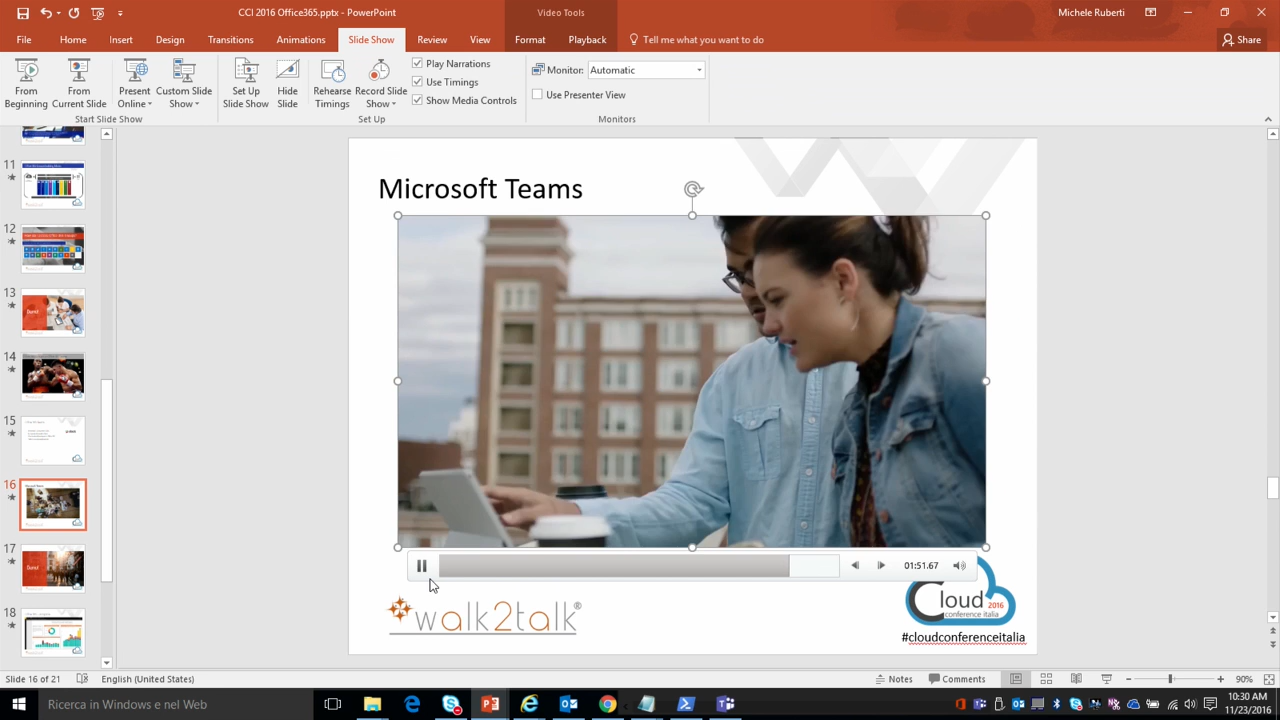 CCI 2016 Office365.pptx - PowerPoint
Video Tools
Michele Ruberti
File
Home
Insert
Design
Transitions
Animations
Slide Show
Review
View
Format
Playback
Tell me what you want to do
Share
From Beginning
From Current Slide
Present Online
Custom Slide Show
Set Up Slide Show
Hide Slide
Rehearse Timings
Record Slide Show
Play Narrations
Use Timings
Show Media Controls
Monitor:
Automatic
Use Presenter View
Start Slide Show
Set Up
Monitors
11
12
13
14
15
16
17
18
Microsoft Teams
01:51.67
walk2talk®
Cloud 2016
conference italia
#cloudconferenceitalia
Slide 16 of 21
English (United States)
Notes
Comments
90%
Ricerca in Windows e nel Web
10:30 AM
11/23/2016